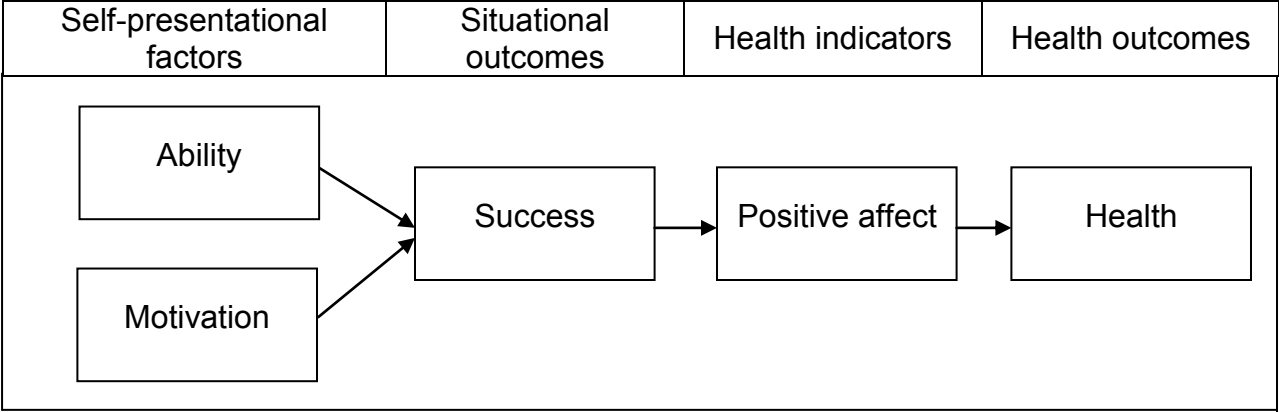 Self-presentational
factors
Situational
outcomes
Health indicators
Health outcomes
Ability
Motivation
Success
Positive affect
Health